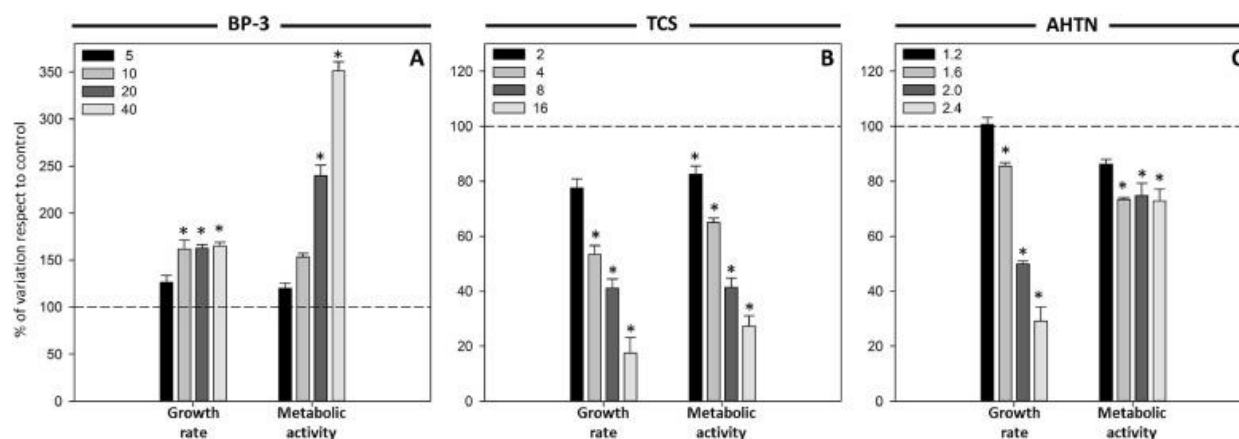 BP-3
TCS
AHTN
% of variation respect to control
A
5
10
20
40
350
300
250
200
150
100
50
0
* * *
* *
Growth rate
Metabolic activity
B
2
4
8
16
120
100
80
60
40
20
0
* * *
* * * *
Growth rate
Metabolic activity
C
1.2
1.6
2.0
2.4
120
100
80
60
40
20
0
* * *
* * *
Growth rate
Metabolic activity